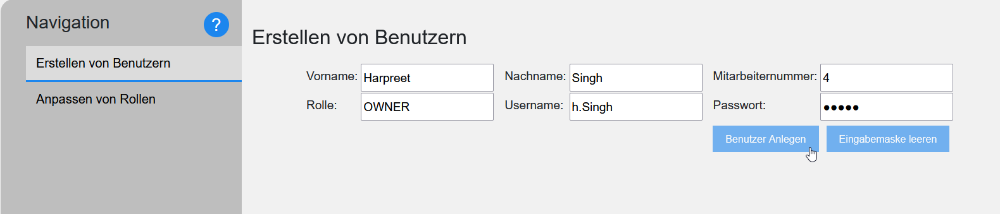 Navigation
?
Erstellen von Benutzern
Anpassen von Rollen
Erstellen von Benutzern
Vorname: Harpreet Nachname: Singh Mitarbeiternummer: 4
Rolle: OWNER Username: h.Singh Passwort: ●●●●●
Benutzer Anlegen Eingabemaske leeren